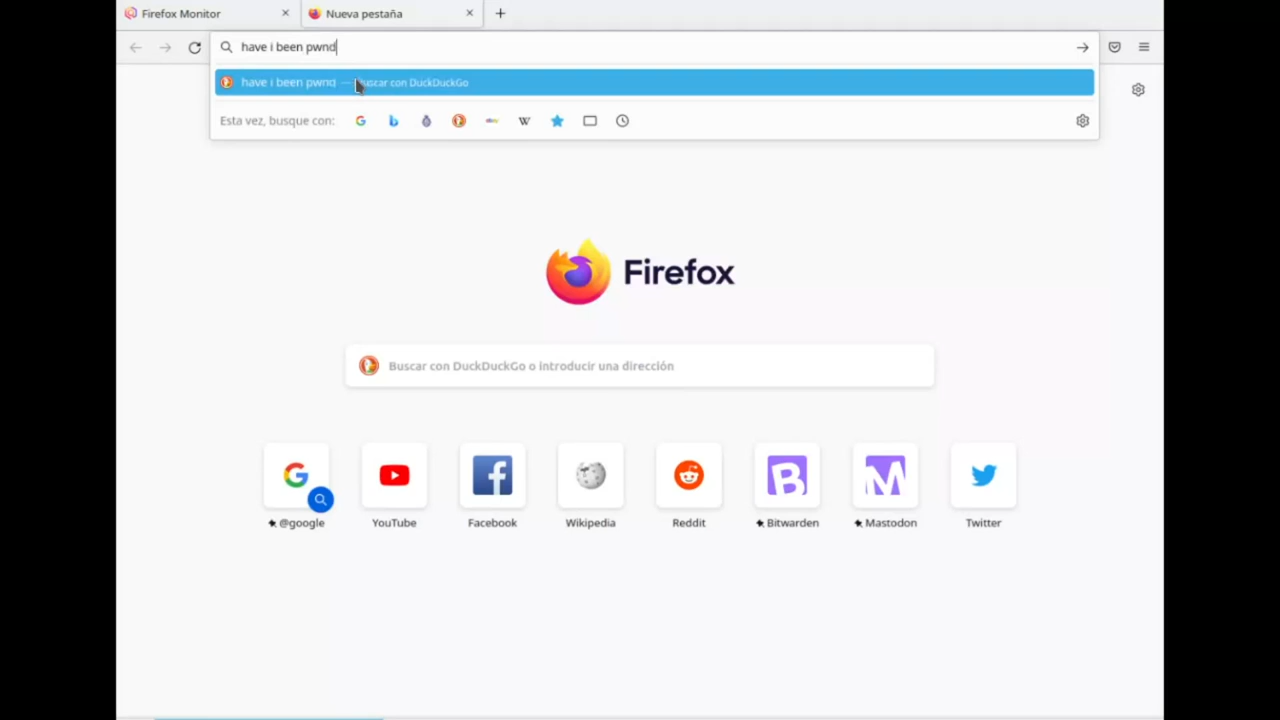 Firefox Monitor
Nueva pestaña
have i been pwnd
have i been pwnd — Buscar con DuckDuckGo
Esta vez, busque con:
Firefox
Buscar con DuckDuckGo o introducir una dirección
@google
YouTube
Facebook
Wikipedia
Reddit
Bitwarden
Mastodon
Twitter